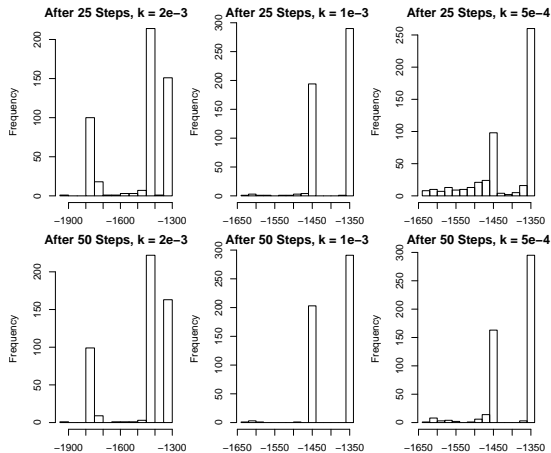 After 25 Steps, k = 2e−3
After 25 Steps, k = 1e−3
After 25 Steps, k = 5e−4
Frequency
0 50 100 150 200
−1900 −1600 −1300
Frequency
0 50 100 150 200 250 300
−1650 −1550 −1450 −1350
Frequency
0 50 100 150 200 250
−1650 −1550 −1450 −1350
After 50 Steps, k = 2e−3
After 50 Steps, k = 1e−3
After 50 Steps, k = 5e−4
Frequency
0 50 100 150 200
−1900 −1600 −1300
Frequency
0 50 100 150 200 250 300
−1650 −1550 −1450 −1350
Frequency
0 50 100 150 200 250 300
−1650 −1550 −1450 −1350